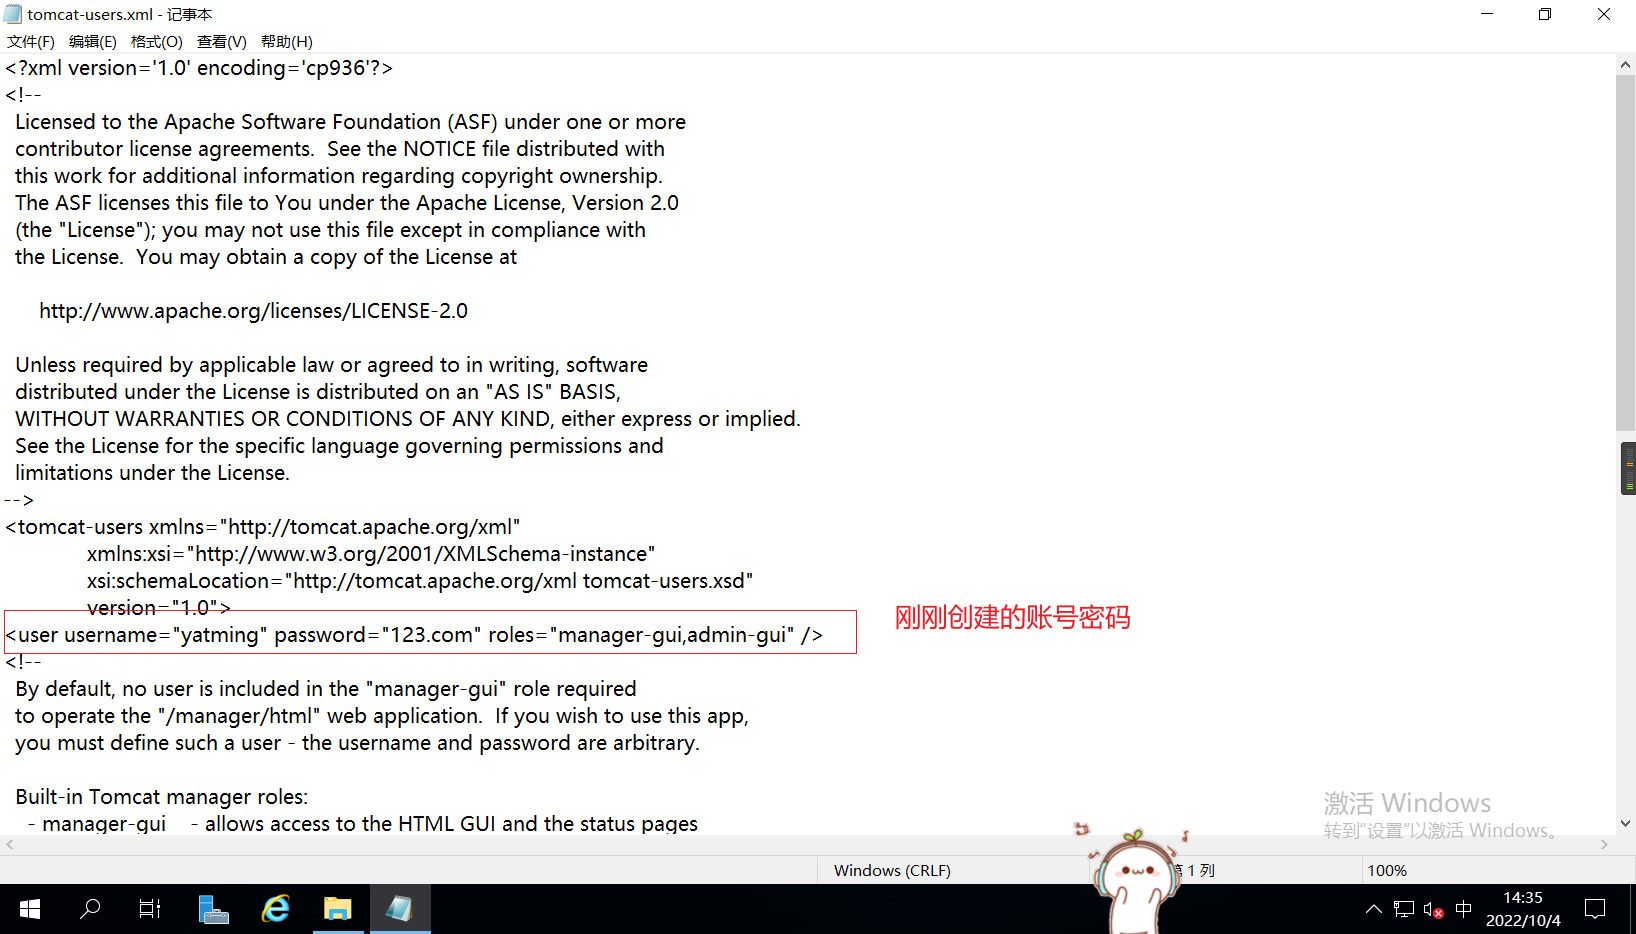 tomcat-users.xml - 记事本
文件(F) 编辑(E) 格式(O) 查看(V) 帮助(H)
<?xml version='1.0' encoding='cp936'?>
<!--
  Licensed to the Apache Software Foundation (ASF) under one or more
  contributor license agreements.  See the NOTICE file distributed with
  this work for additional information regarding copyright ownership.
  The ASF licenses this file to You under the Apache License, Version 2.0
  (the "License"); you may not use this file except in compliance with
  the License.  You may obtain a copy of the License at
      http://www.apache.org/licenses/LICENSE-2.0
  Unless required by applicable law or agreed to in writing, software
  distributed under the License is distributed on an "AS IS" BASIS,
  WITHOUT WARRANTIES OR CONDITIONS OF ANY KIND, either express or implied.
  See the License for the specific language governing permissions and
  limitations under the License.
-->
<tomcat-users xmlns="http://tomcat.apache.org/xml"
              xmlns:xsi="http://www.w3.org/2001/XMLSchema-instance"
              xsi:schemaLocation="http://tomcat.apache.org/xml tomcat-users.xsd"
              version="1.0">
<user username="yatming" password="123.com" roles="manager-gui,admin-gui" />
刚刚创建的账号密码
<!--
  By default, no user is included in the "manager-gui" role required
  to operate the "/manager/html" web application.  If you wish to use this app,
  you must define such a user - the username and password are arbitrary.
  Built-in Tomcat manager roles:
    - manager-gui    - allows access to the HTML GUI and the status pages
激活 Windows
转到"设置"以激活 Windows。
Windows (CRLF)
1 列
100%
中
14:35
2022/10/4